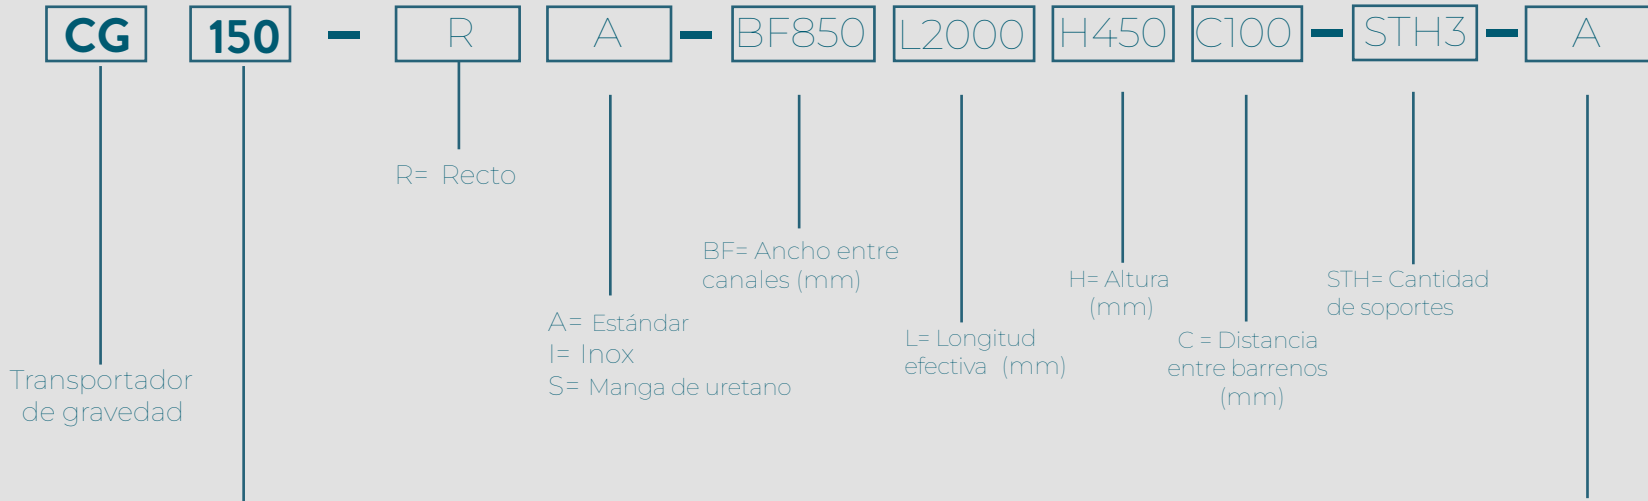 CG 150 - R A - BF850 L2000 H450 C100 - STH3 - A
R= Recto
BF= Ancho entre
canales (mm)
H= Altura
(mm)
STH= Cantidad
de soportes
A= Estándar
I= Inox
S= Manga de uretano
L= Longitud
efectiva (mm)
C = Distancia
entre barrenos
(mm)
Transportador
de gravedad